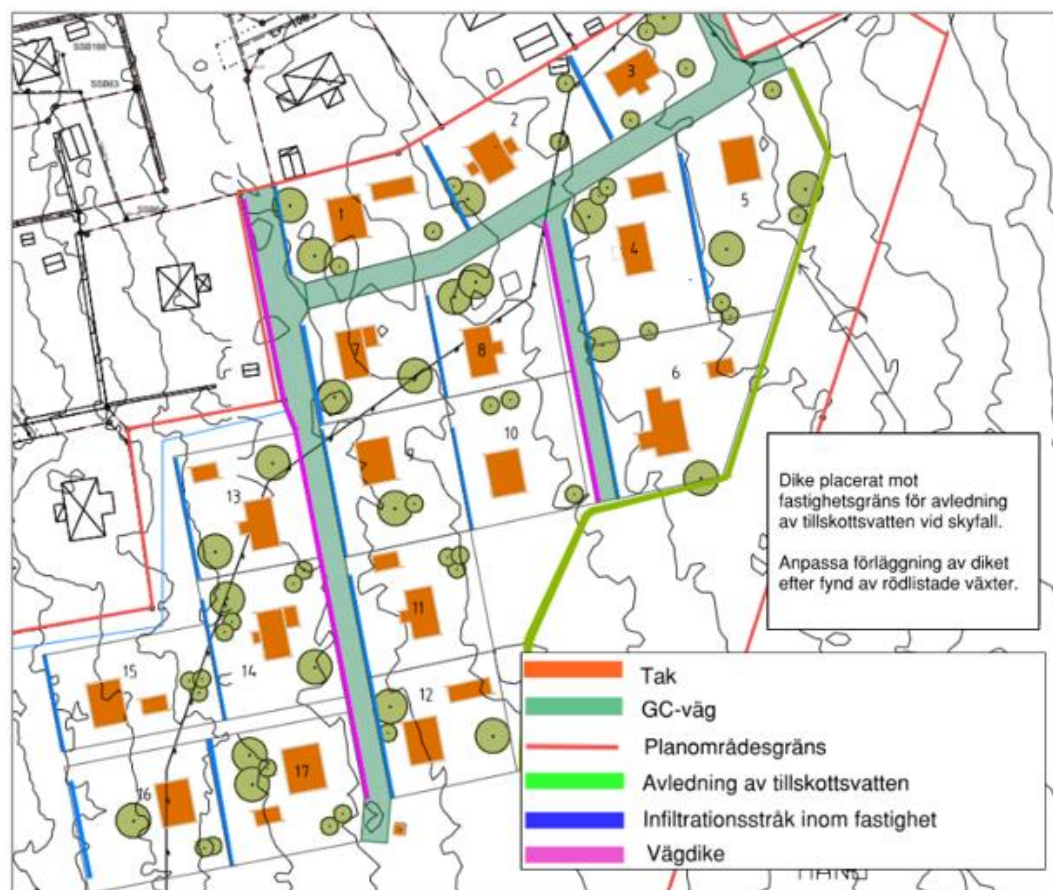 SSB188
SSB63
3
2
1
5
4
7
8
6
10
9
13
11
14
15
12
17
16
Dike placerat mot
fastighetsgräns för avledning
av tillskottsvatten vid skyfall.
Anpassa förläggning av diket
efter fynd av rödlistade växter.
Tak
GC-väg
Planområdesgräns
Avledning av tillskottsvatten
Infiltrationsstråk inom fastighet
Vägdike